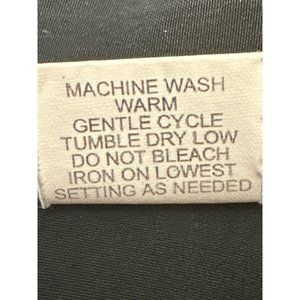 MACHINE WASH
WARM
GENTLE CYCLE
TUMBLE DRY LOW
DO NOT BLEACH
IRON ON LOWEST
SETTING AS NEEDED